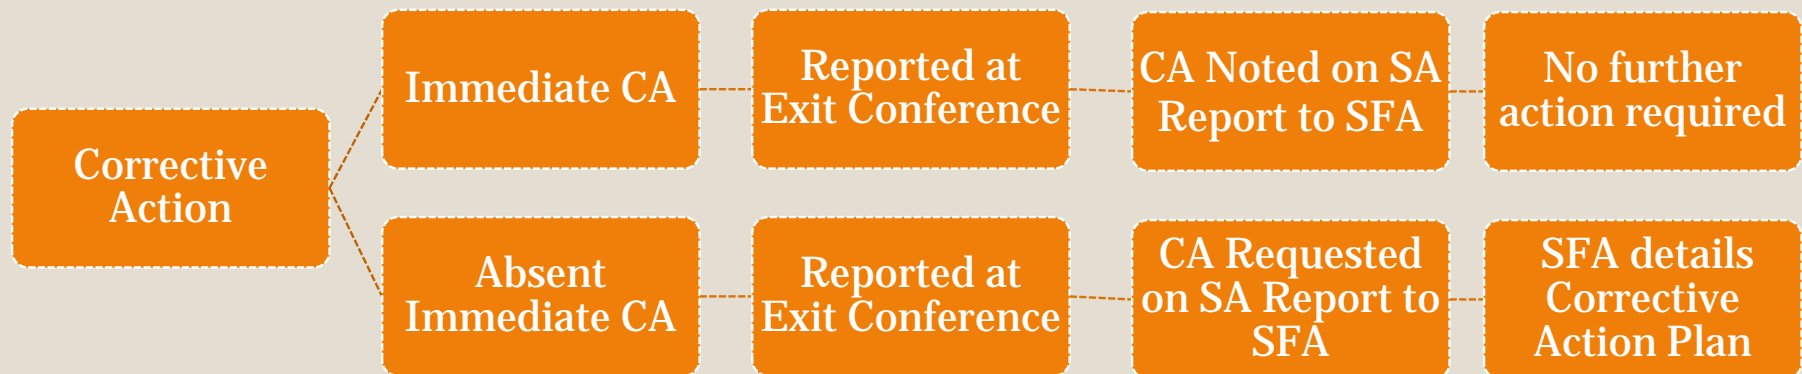 Corrective
Action
Immediate CA
Reported at
Exit Conference
CA Noted on SA
Report to SFA
No further
action required
Absent
Immediate CA
Reported at
Exit Conference
CA Requested
on SA Report to
SFA
SFA details
Corrective
Action Plan